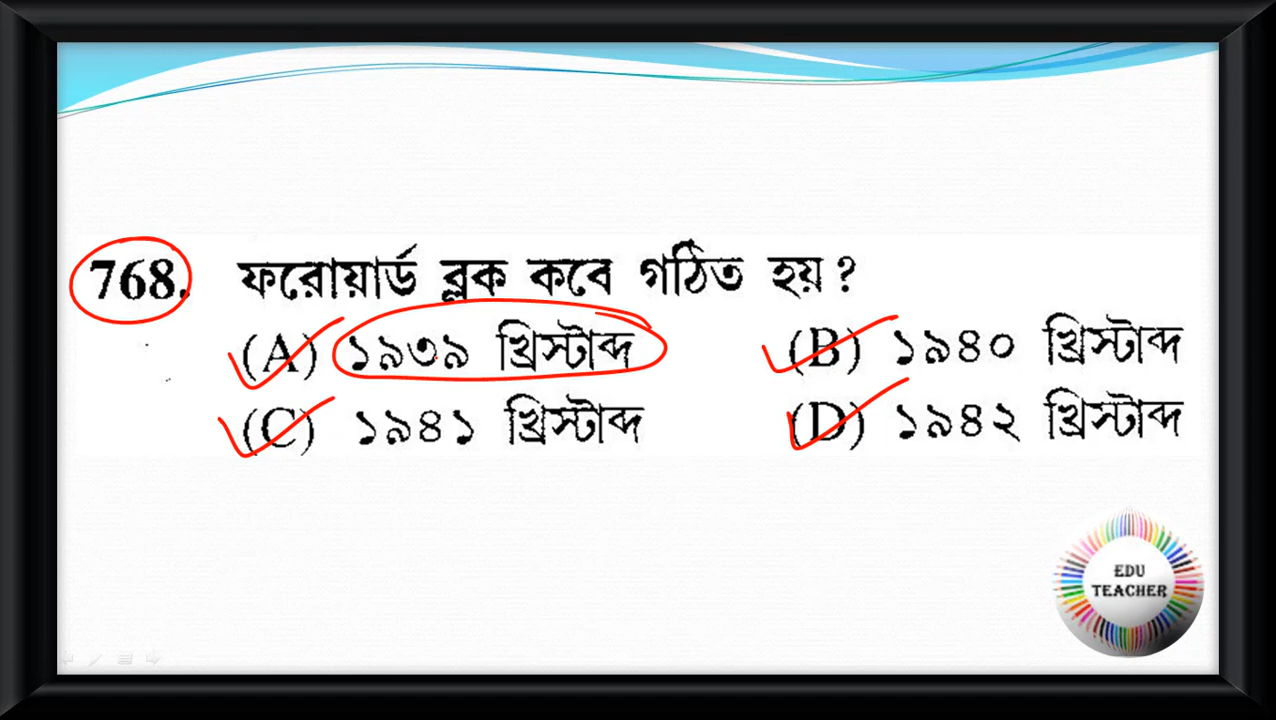 768. ফরোয়ার্ড ব্লক কবে গঠিত হয় ?
(A) ১৯৩৯ খ্রিস্টাব্দ (B) ১৯৪০ খ্রিস্টাব্দ
(C) ১৯৪১ খ্রিস্টাব্দ (D) ১৯৪২ খ্রিস্টাব্দ
EDU
TEACHER